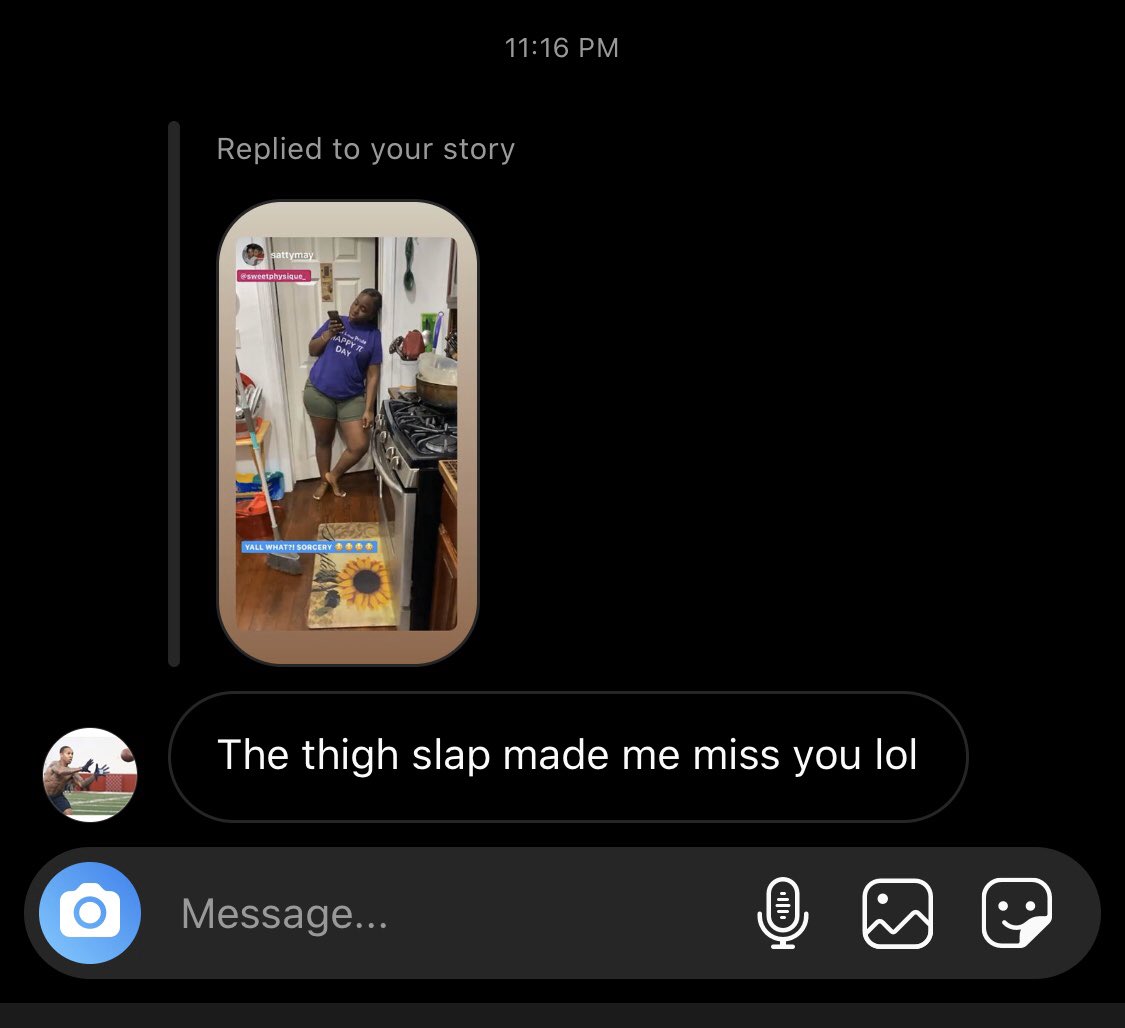 11:16 PM
Replied to your story
sattymay
@sweetphysique_
HAPPY π
DAY
YALL WHAT?! SORCERY 😩😩😩😩
The thigh slap made me miss you lol
Message...